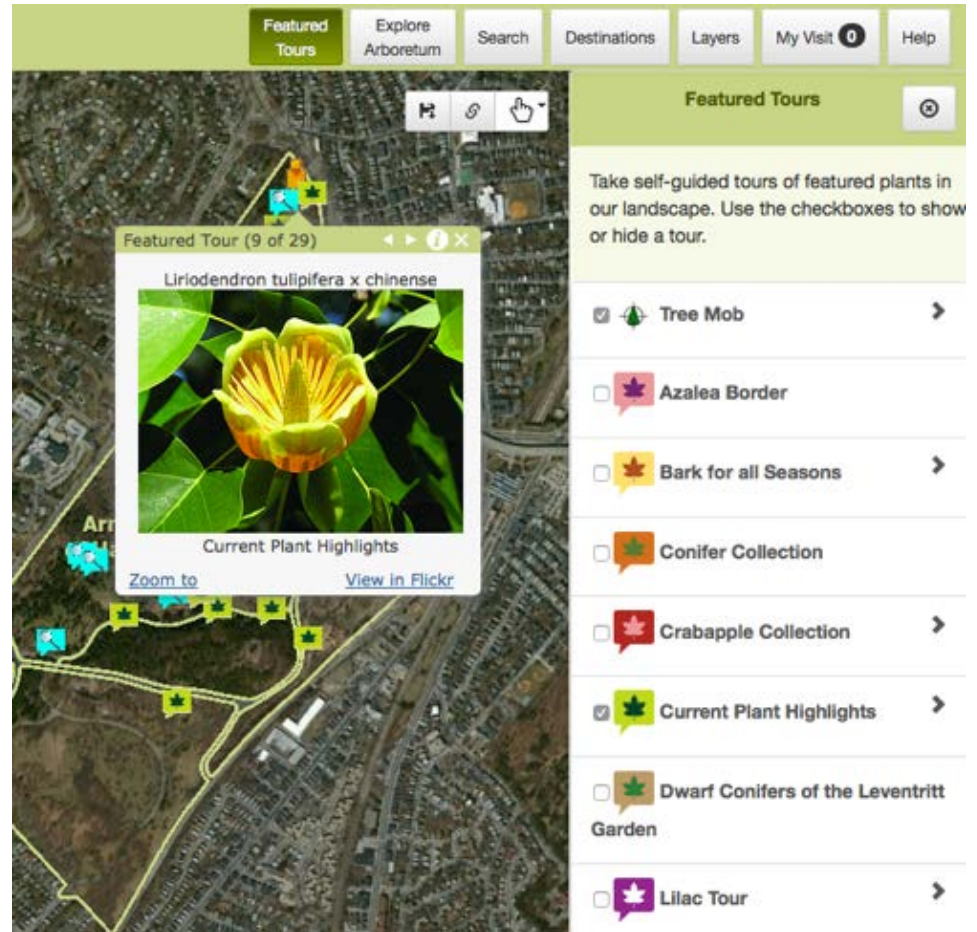 Featured
Tours
Explore
Arboretum
Search
Destinations
Layers
My Visit 0
Help
Featured Tours
Take self-guided tours of featured plants in
our landscape. Use the checkboxes to show
or hide a tour.
Featured Tour (9 of 29)
Liriodendron tulipifera x chinense
Current Plant Highlights
Zoom to
View in Flickr
Tree Mob
Azalea Border
Bark for all Seasons
Conifer Collection
Crabapple Collection
Current Plant Highlights
Dwarf Conifers of the Leventritt
Garden
Lilac Tour